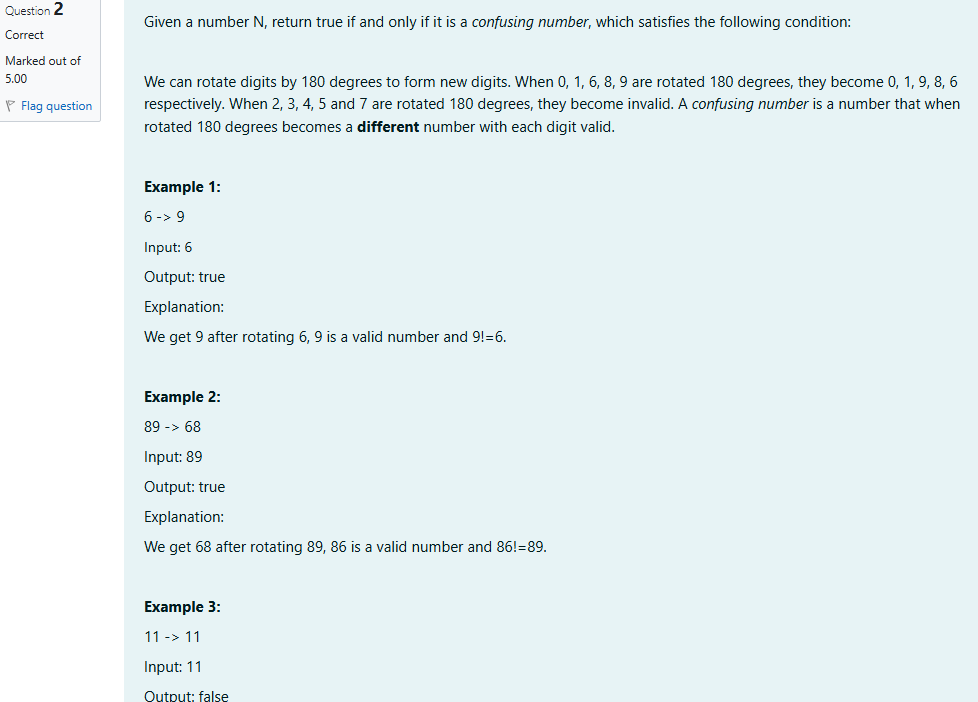 Question 2
Correct
Marked out of
5.00
Flag question
Given a number N, return true if and only if it is a confusing number, which satisfies the following condition:
We can rotate digits by 180 degrees to form new digits. When 0, 1, 6, 8, 9 are rotated 180 degrees, they become 0, 1, 9, 8, 6
respectively. When 2, 3, 4, 5 and 7 are rotated 180 degrees, they become invalid. A confusing number is a number that when
rotated 180 degrees becomes a different number with each digit valid.
Example 1:
6 -> 9
Input: 6
Output: true
Explanation:
We get 9 after rotating 6, 9 is a valid number and 9!=6.
Example 2:
89 -> 68
Input: 89
Output: true
Explanation:
We get 68 after rotating 89, 86 is a valid number and 86!=89.
Example 3:
11 -> 11
Input: 11
Output: false